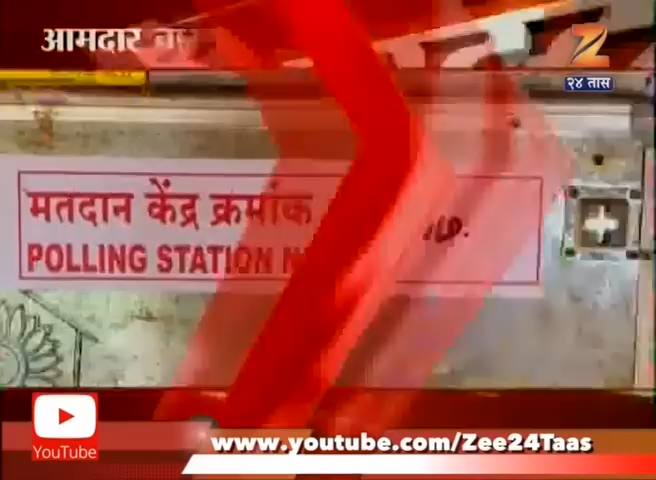 आमदार
२४ तास
मतदान केंद्र क्रमांक
POLLING STATION
YouTube
www.youtube.com/Zee24Taas